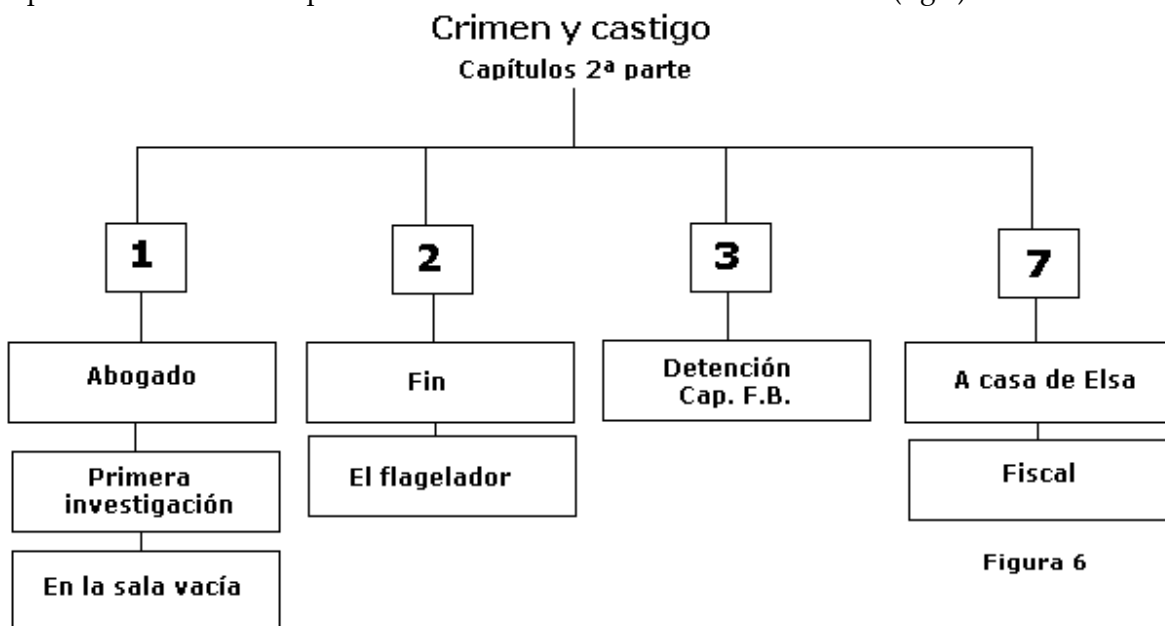 Crimen y castigo
Capítulos 2ª parte
1
2
3
7
Abogado
Primera
investigación
En la sala vacía
Fin
El flagelador
Detención
Cap. F.B.
A casa de Elsa
Fiscal
Figura 6